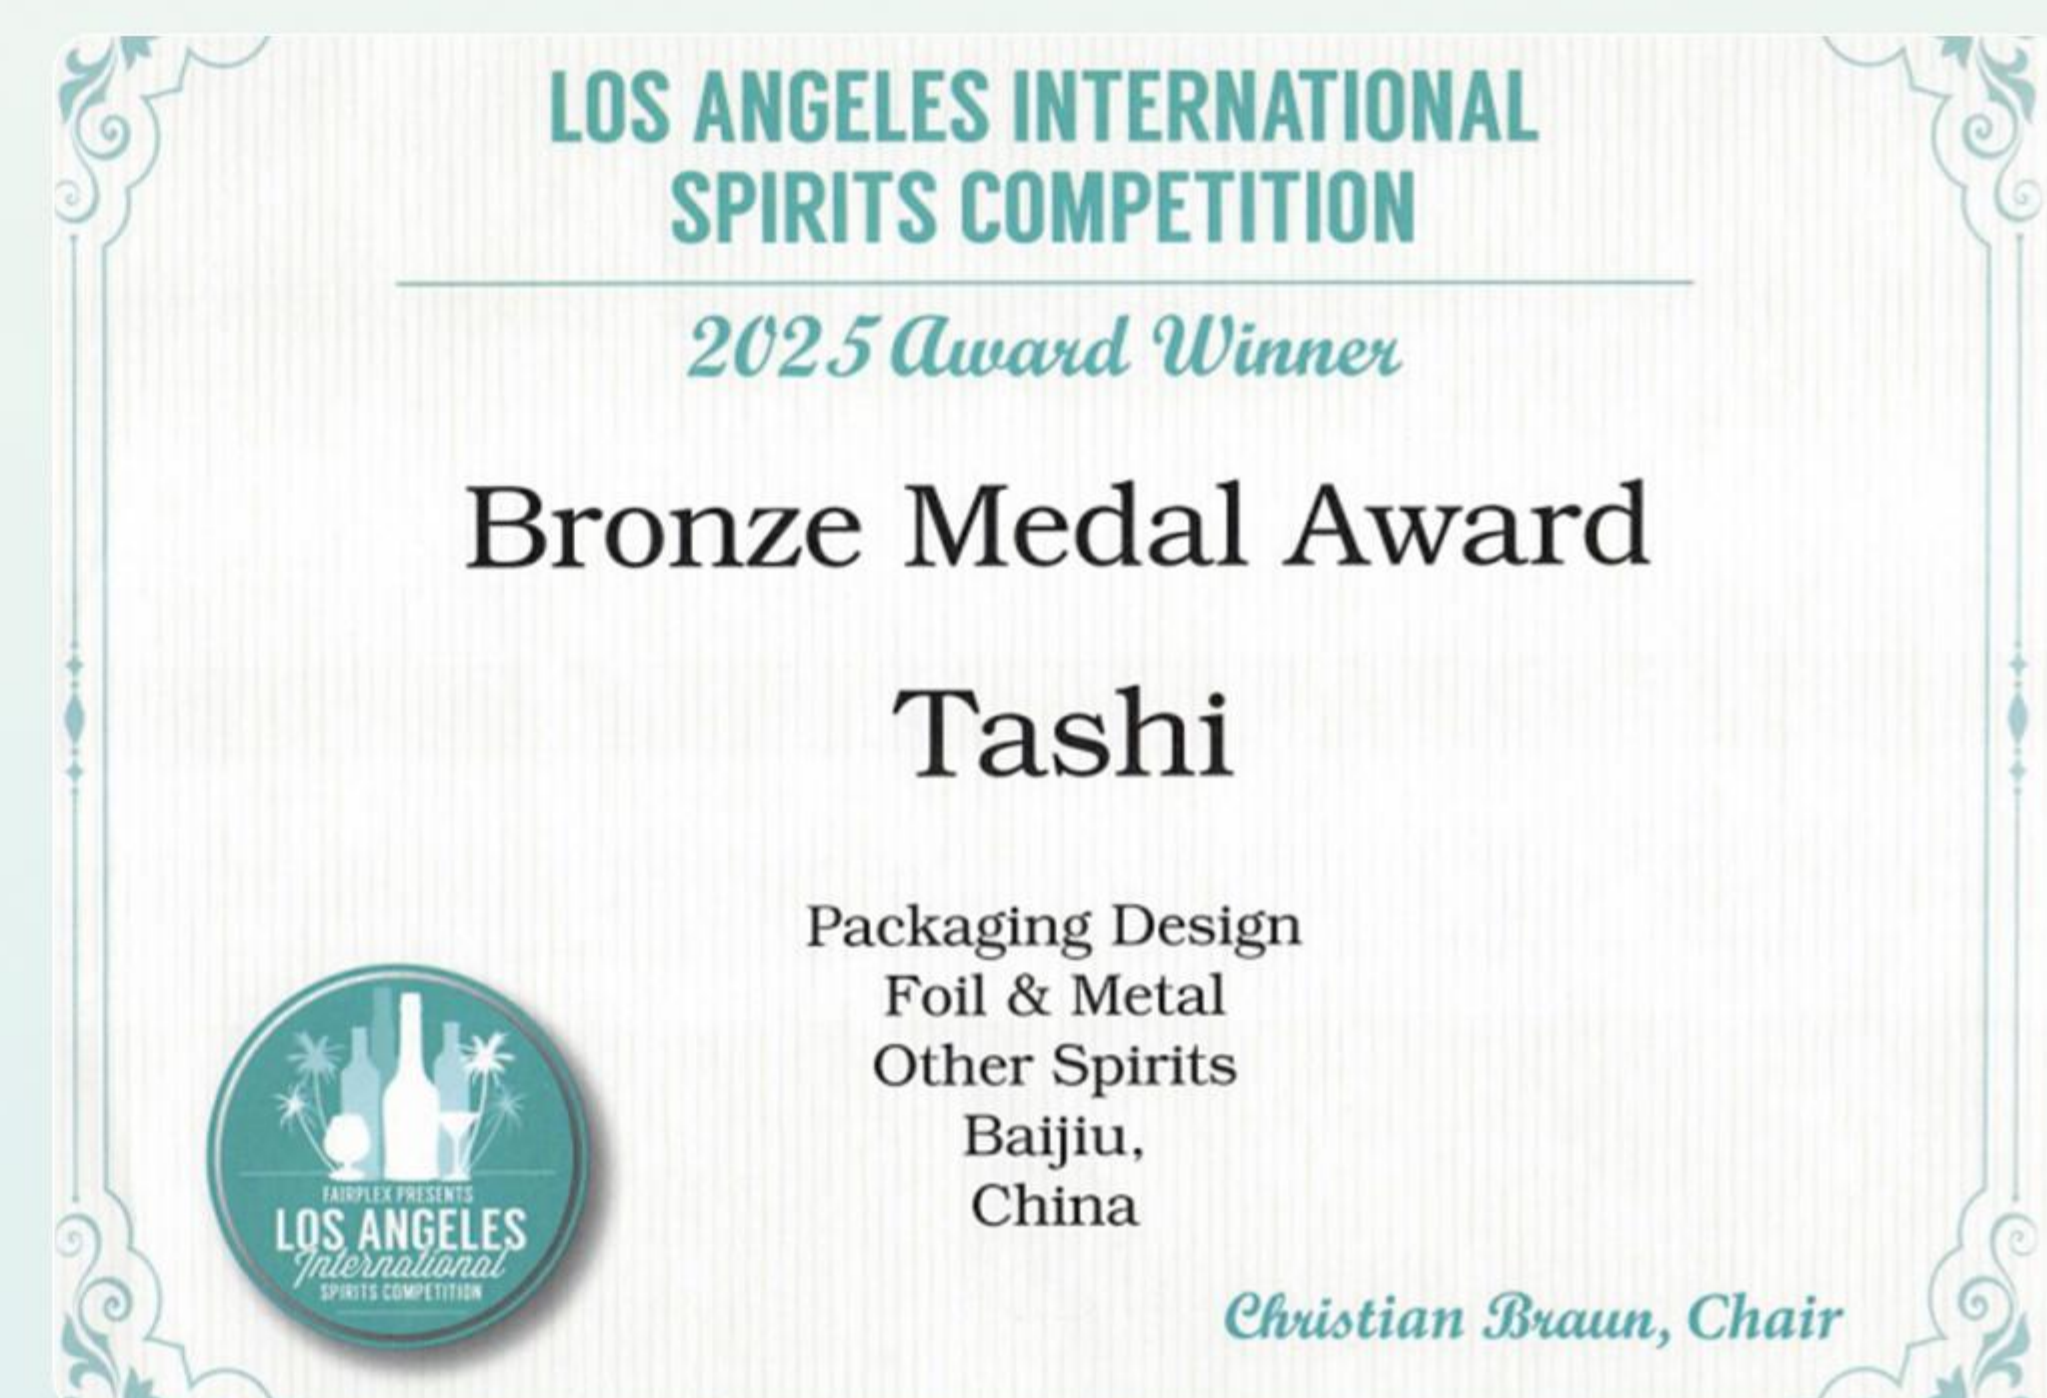 LOS ANGELES INTERNATIONAL
SPIRITS COMPETITION
2025 Award Winner
Bronze Medal Award
Tashi
Packaging Design
Foil & Metal
Other Spirits
Baijiu,
China
FAIRPLEX PRESENTS
LOS ANGELES
International
SPIRITS COMPETITION
Christian Braun, Chair